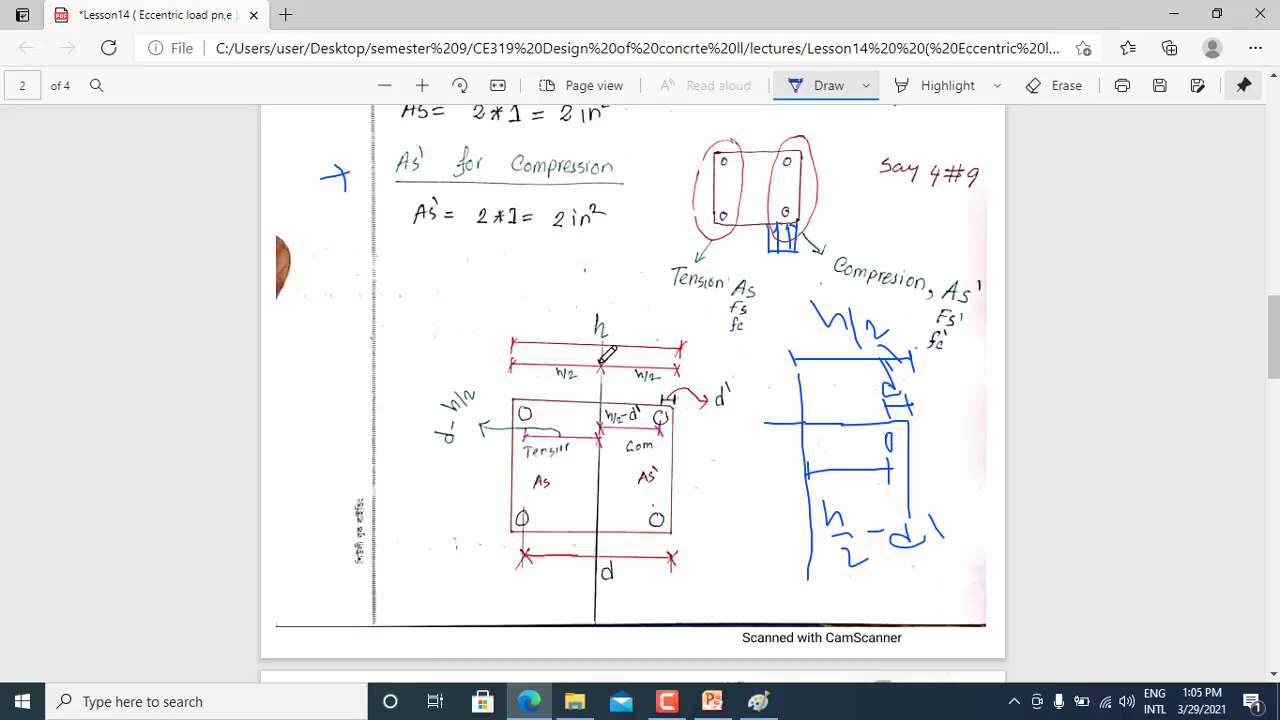 *Lesson14 ( Eccentric load pn,e
File
C:/Users/user/Desktop/semester%209/CE319%20Design%20of%20concrte%20ll/lectures/Lesson14%20%20(%20Eccentric%20l...
2 of 4
Page view
Read aloud
Draw
Highlight
Erase
As = 2*1 = 2 in²
As' for Compression
Say 4#9
As' = 2*1 = 2 in²
Tension As
Fs
fc
Compresion, As'
Fs'
fc'
h/2
h
h/2 h/2
d'
d'
d - h/2
h/2-d'
Tension
Com
As
As'
h/2 - d'
d
Scanned with CamScanner
Type here to search
ENG
INTL
1:05 PM
3/29/2021
1